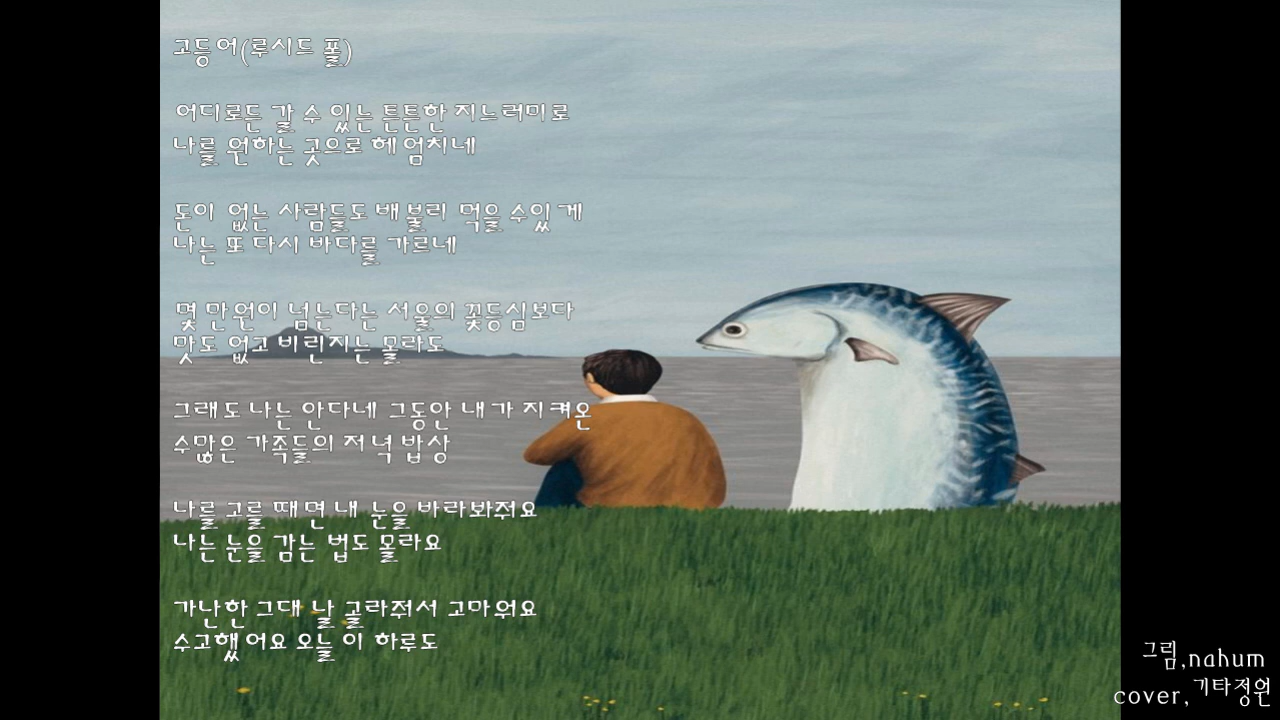 고등어(루시드 폴)
어디로든 갈 수 있는 튼튼한 지느러미로
나를 원하는 곳으로 헤엄치네
돈이 없는 사람들도 배불리 먹을 수있게
나는 또 다시 바다를 가르네
몇 만원이 넘는다는 서울의 꽃등심보다
맛도 없고 비린지는 몰라도
그래도 나는 안다네 그동안 내가 지켜온
수많은 가족들의 저녁 밥상
나를 고를 때면 내 눈을 바라봐줘요
나는 눈을 감는 법도 몰라요
가난한 그대 날 골라줘서 고마워요
수고했어요 오늘 이 하루도
그림,nahum
cover,기타정원